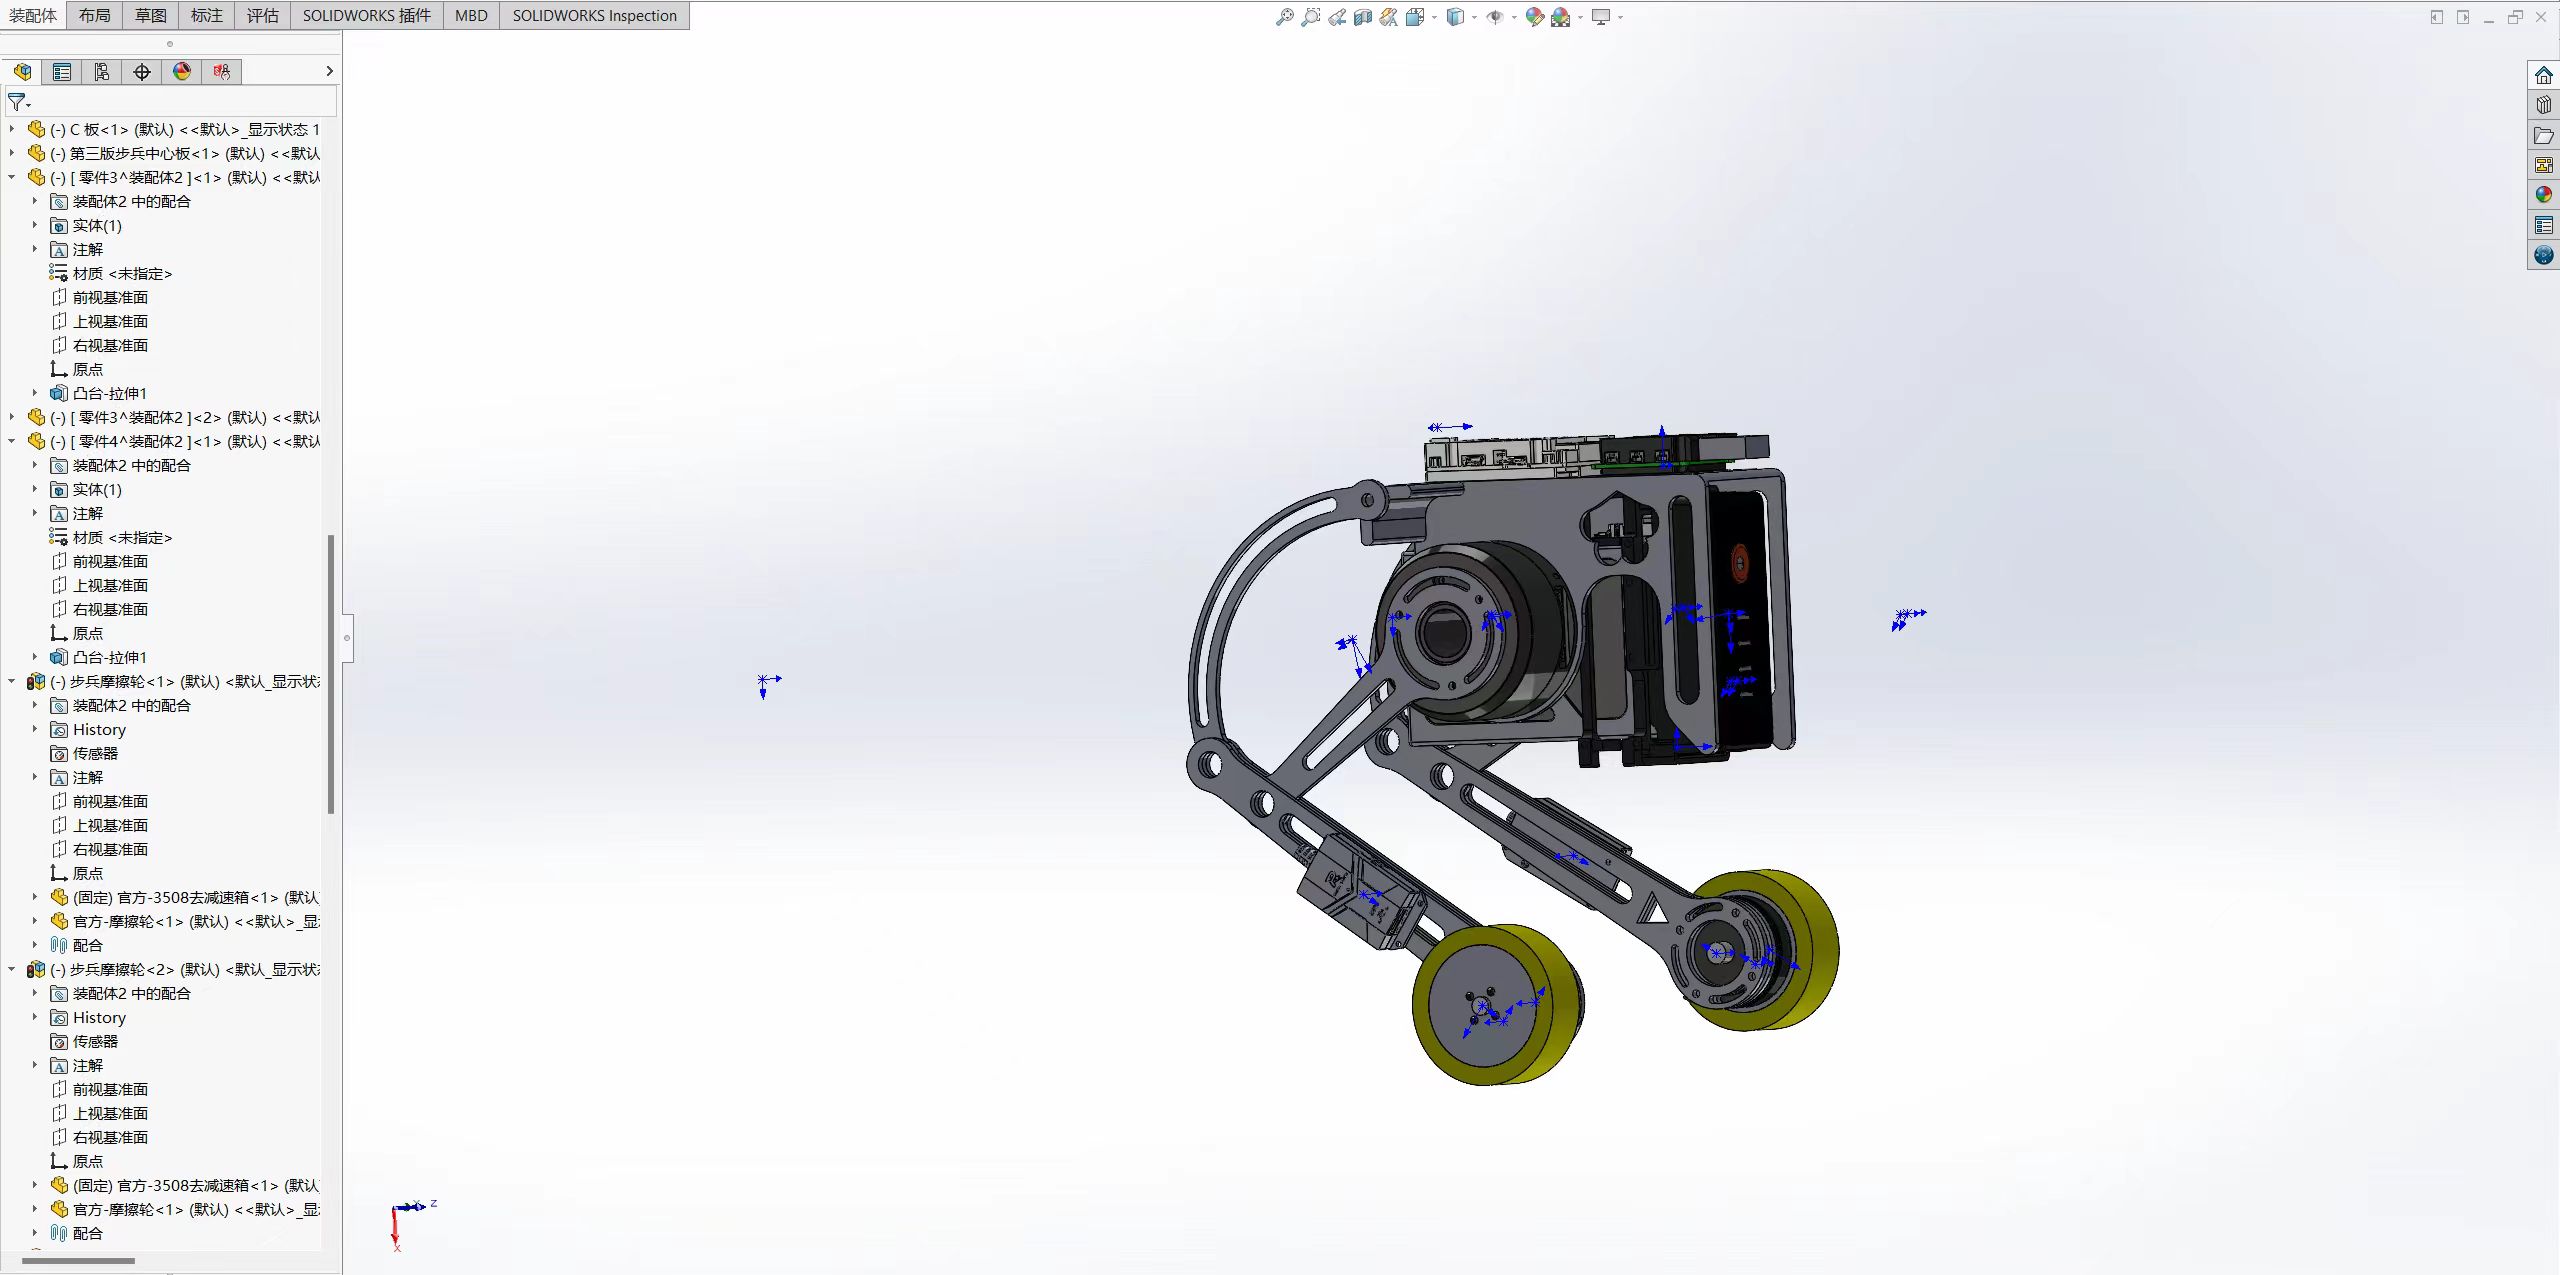 装配体 布局 草图 标注 评估 SOLIDWORKS 插件 MBD SOLIDWORKS Inspection
(-) C 板<1> (默认) <<默认>_显示状态 1
(-) 第三版步兵中心板<1> (默认) <<默认
(-) [ 零件3^装配体2 ]<1> (默认) <<默认
装配体2 中的配合
实体(1)
注解
材质 <未指定>
前视基准面
上视基准面
右视基准面
原点
凸台-拉伸1
(-) [ 零件3^装配体2 ]<2> (默认) <<默认
(-) [ 零件4^装配体2 ]<1> (默认) <<默认
装配体2 中的配合
实体(1)
注解
材质 <未指定>
前视基准面
上视基准面
右视基准面
原点
凸台-拉伸1
(-) 步兵摩擦轮<1> (默认) <默认_显示状
装配体2 中的配合
History
传感器
注解
前视基准面
上视基准面
右视基准面
原点
(固定) 官方-3508去减速箱<1> (默认
官方-摩擦轮<1> (默认) <<默认>_显
配合
(-) 步兵摩擦轮<2> (默认) <默认_显示状
装配体2 中的配合
History
传感器
注解
前视基准面
上视基准面
右视基准面
原点
(固定) 官方-3508去减速箱<1> (默认
官方-摩擦轮<1> (默认) <<默认>_显
配合
Z
X